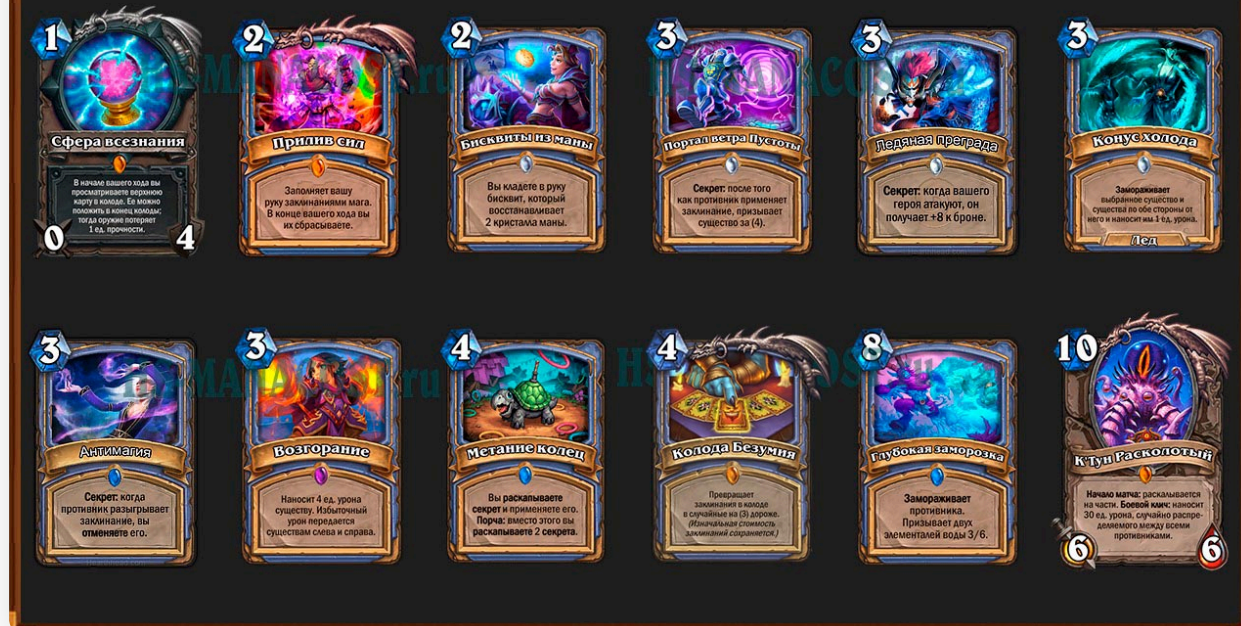 1
Сфера всезнания
В начале вашего хода вы
просматриваете верхнюю
карту в колоде. Ее можно
положить в конец колоды;
тогда оружие потеряет
1 ед. прочности.
0
4
2
Прилив сил
Заполняет вашу
руку заклинаниями мага.
В конце вашего хода вы
их сбрасываете.
2
Бисквиты из маны
Вы кладете в руку
бисквит, который
восстанавливает
2 кристалла маны.
3
Портал ветра Пустоты
Секрет: после того
как противник применяет
заклинание, призывает
существо за (4).
3
Ледяная преграда
Секрет: когда вашего
героя атакуют, он
получает +8 к броне.
3
Конус холода
Замораживает
выбранное существо и
существа по обе стороны от
него и наносит им 1 ед. урона.
Лед
3
Антимагия
Секрет: когда
противник разыгрывает
заклинание, вы
отменяете его.
3
Возгорание
Наносит 4 ед. урона
существу. Избыточный
урон передается
существам слева и справа.
4
Метание колец
Вы раскапываете
секрет и применяете его.
Порча: вместо этого вы
раскапываете 2 секрета.
4
Колода Безумия
Превращает
заклинания в колоде
в случайные на (3) дороже.
(Изначальная стоимость
заклинаний сохраняется.)
8
Глубокая заморозка
Замораживает
противника.
Призывает двух
элементалей воды 3/6.
10
К'Тун Расколотый
Начало матча: раскалывается
на части. Боевой клич: наносит
30 ед. урона, случайно распре-
деляемого между всеми
противниками.
6
6